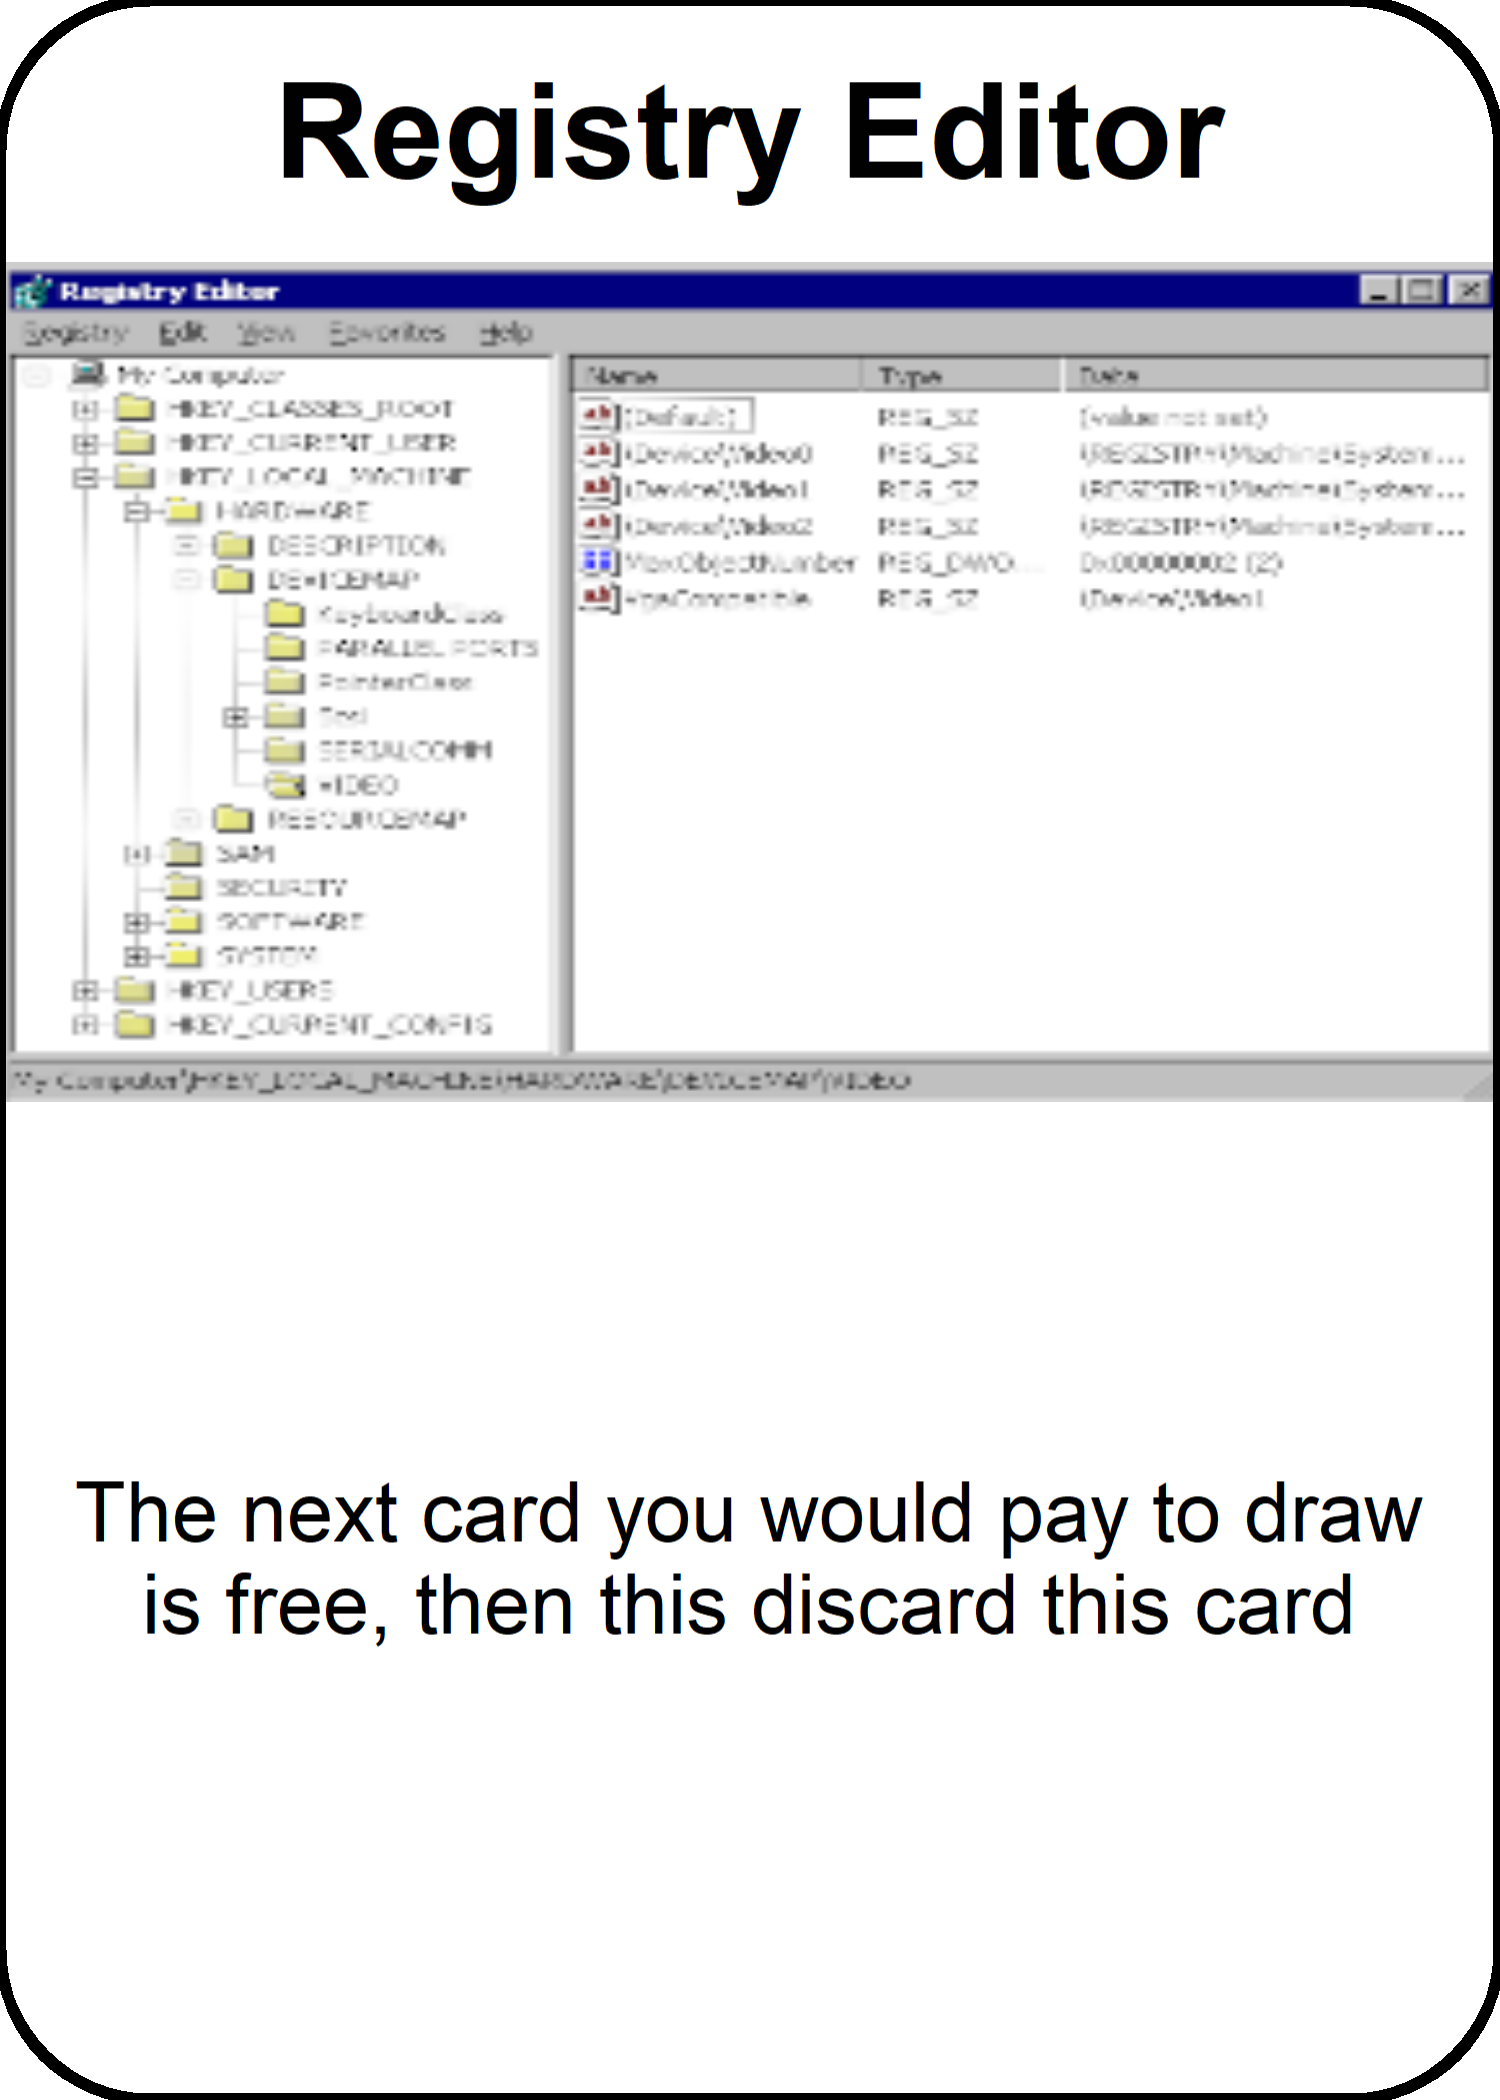 Registry Editor
Registry Editor
Registry Edit View Favorites Help
My Computer
HKEY_CLASSES_ROOT
HKEY_CURRENT_USER
HKEY_LOCAL_MACHINE
HARDWARE
DESCRIPTION
DEVICEMAP
KeyboardClass
PARALLEL PORTS
PointerClass
Scsi
SERIALCOMM
VIDEO
RESOURCEMAP
SAM
SECURITY
SOFTWARE
SYSTEM
HKEY_USERS
HKEY_CURRENT_CONFIG
Name Type Data
(Default) REG_SZ (value not set)
\Device\Video0 REG_SZ \REGISTRY\Machine\System...
\Device\Video1 REG_SZ \REGISTRY\Machine\System...
\Device\Video2 REG_SZ \REGISTRY\Machine\System...
MaxObjectNumber REG_DWO... 0x00000002 (2)
VgaCompatible REG_SZ \Device\Video1
My Computer\HKEY_LOCAL_MACHINE\HARDWARE\DEVICEMAP\VIDEO
The next card you would pay to draw
is free, then this discard this card